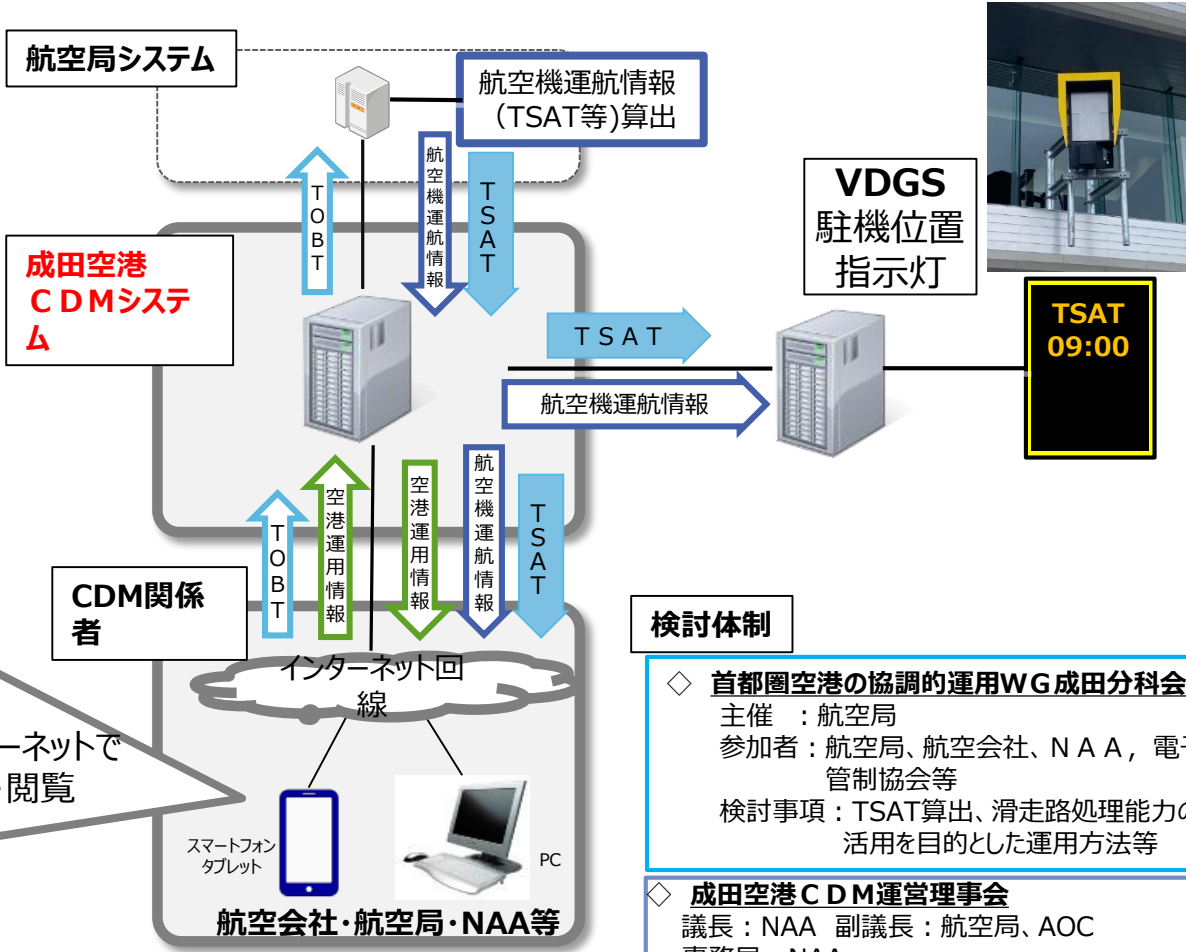 航空局システム
航空機運航情報
(TSAT等)算出
TOBT
航空機運航情報
TSAT
VDGS
駐機位置
指示灯
成田空港
ＣＤＭシステ
ム
TSAT
09:00
ＴＳＡＴ
航空機運航情報
TOBT
空港運用情報
空港運用情報
航空機運航情報
TSAT
CDM関係
者
インターネット回
線
ーネットで
閲覧
スマートフォン
タブレット
PC
航空会社・航空局・NAA等
検討体制
◇ 首都圏空港の協調的運用WG成田分科会
主催 ：航空局
参加者：航空局、航空会社、ＮＡＡ，電子
管制協会等
検討事項：TSAT算出、滑走路処理能力の
活用を目的とした運用方法等
◇ 成田空港ＣＤＭ運営理事会
議長：NAA 副議長：航空局、AOC